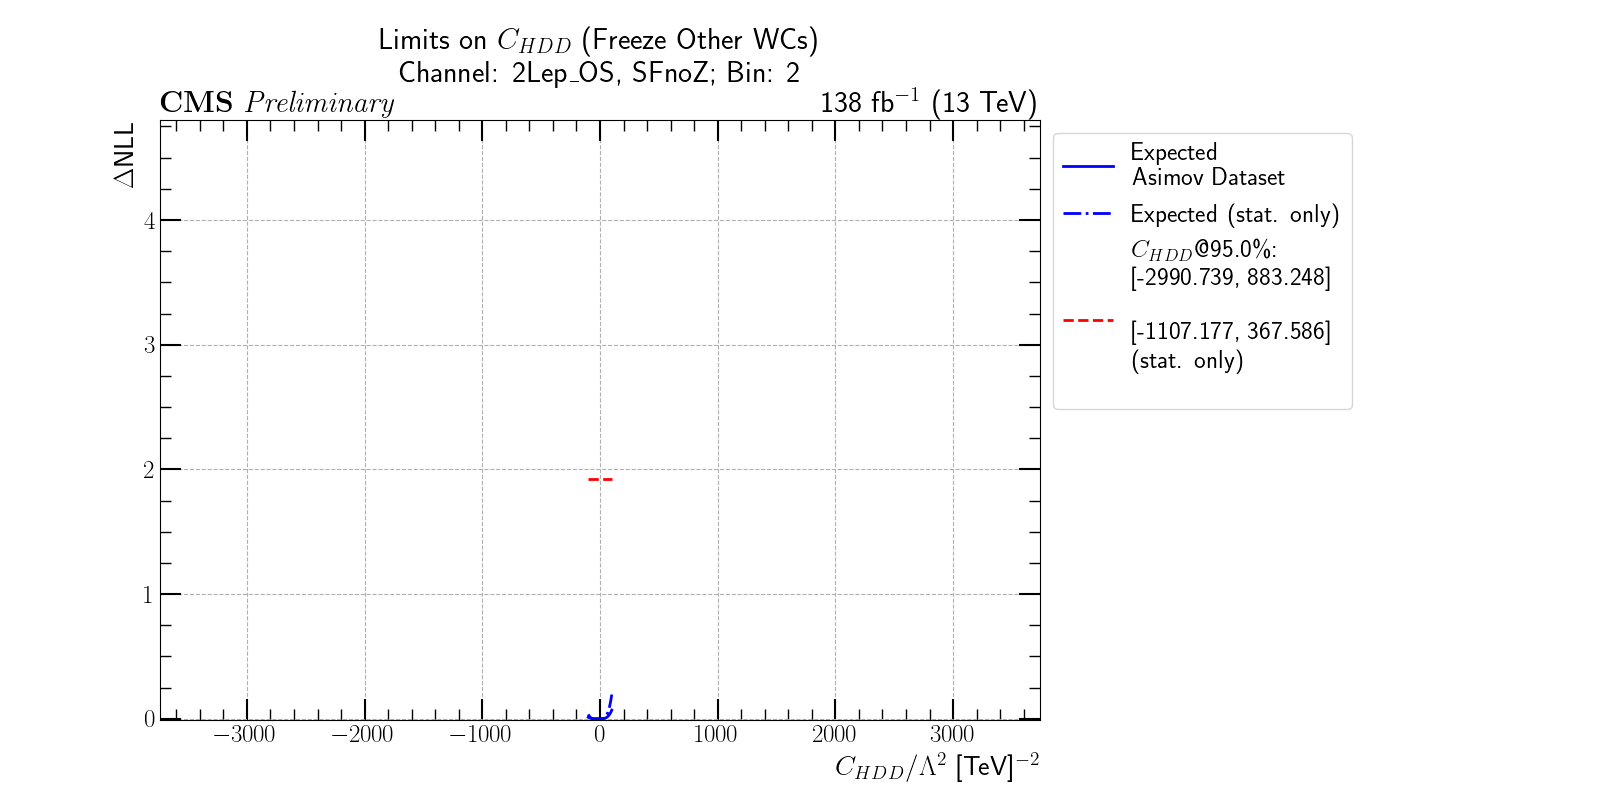 Limits on C_HDD (Freeze Other WCs)
Channel: 2Lep_OS, SFnoZ; Bin: 2
CMS Preliminary
138 fb⁻¹ (13 TeV)
ΔNLL
4
3
2
1
0
−3000 −2000 −1000 0 1000 2000 3000
C_HDD/Λ² [TeV]⁻²
Expected
Asimov Dataset
Expected (stat. only)
C_HDD@95.0%:
[-2990.739, 883.248]
[-1107.177, 367.586]
(stat. only)